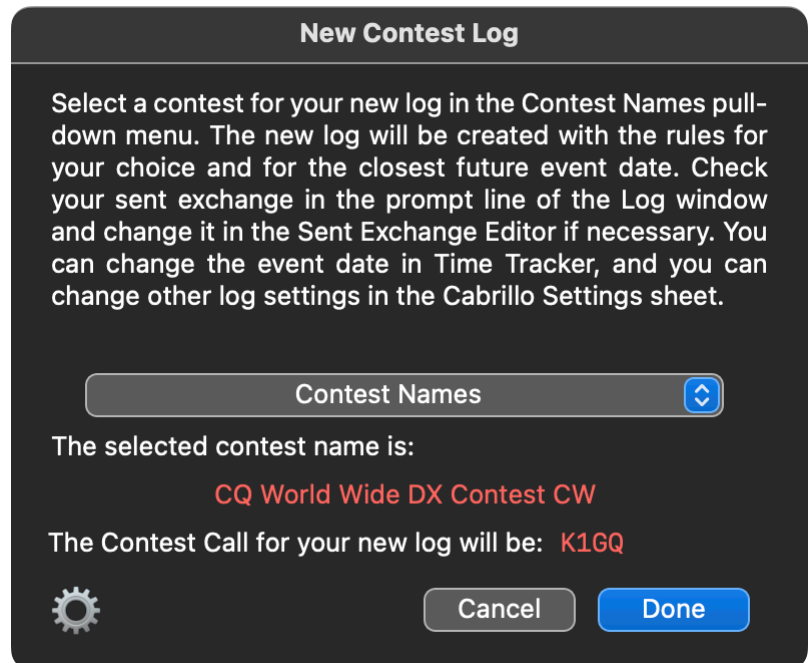 New Contest Log
Select a contest for your new log in the Contest Names pull-
down menu. The new log will be created with the rules for
your choice and for the closest future event date. Check
your sent exchange in the prompt line of the Log window
and change it in the Sent Exchange Editor if necessary. You
can change the event date in Time Tracker, and you can
change other log settings in the Cabrillo Settings sheet.
Contest Names
The selected contest name is:
CQ World Wide DX Contest CW
The Contest Call for your new log will be: K1GQ
Cancel Done